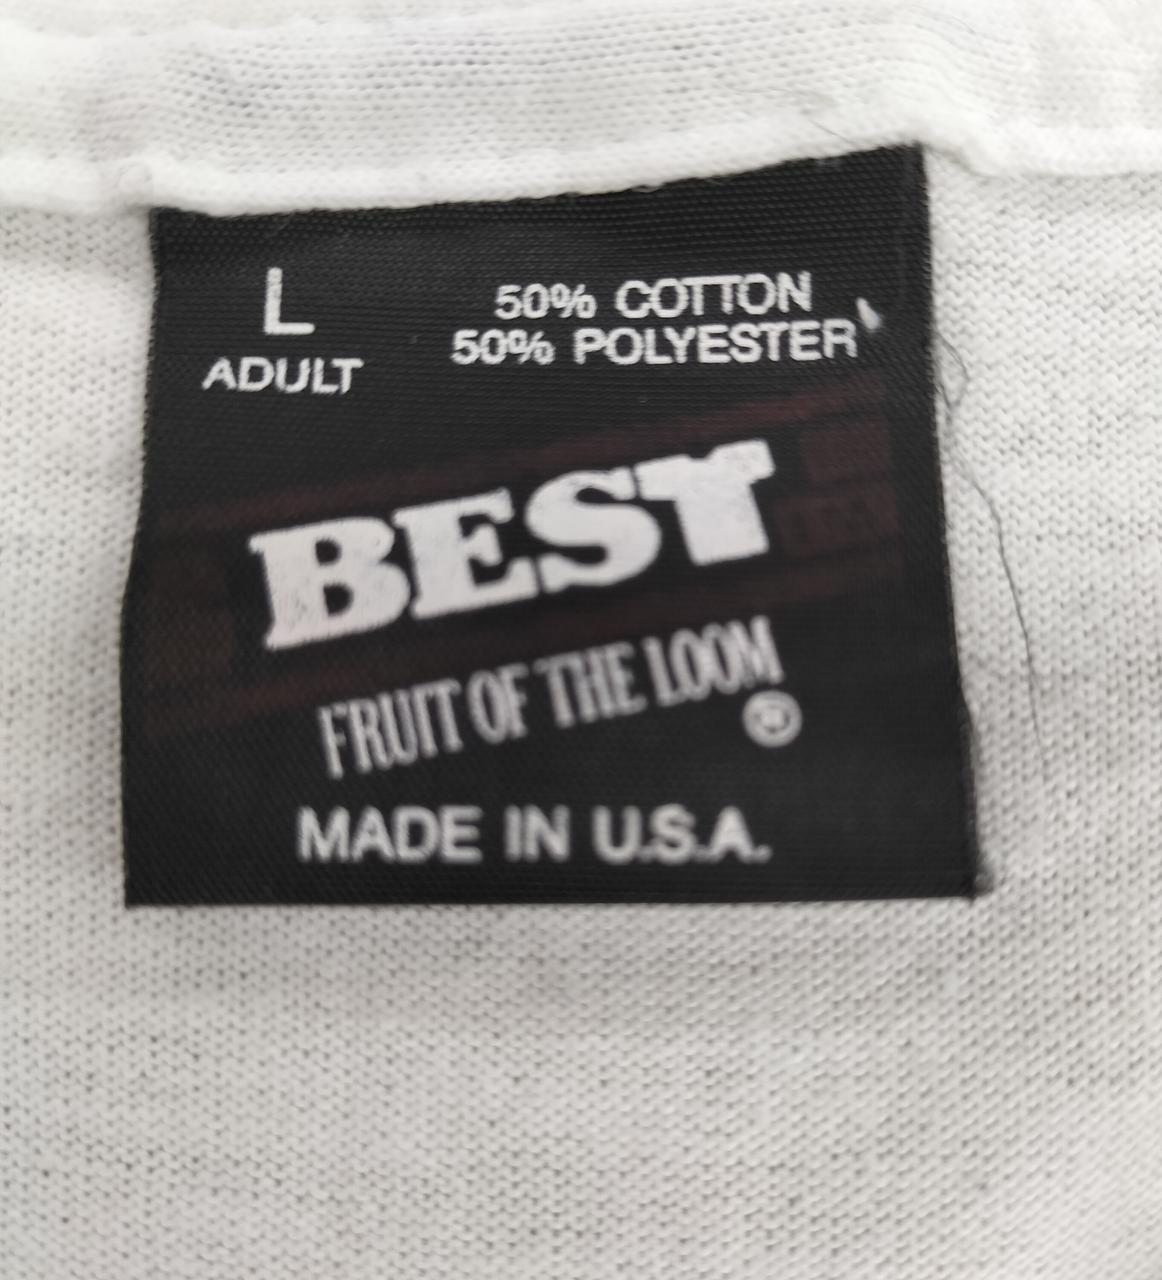 L
ADULT
50% COTTON
50% POLYESTER
BEST
FRUIT OF THE LOOM
®
MADE IN U.S.A.